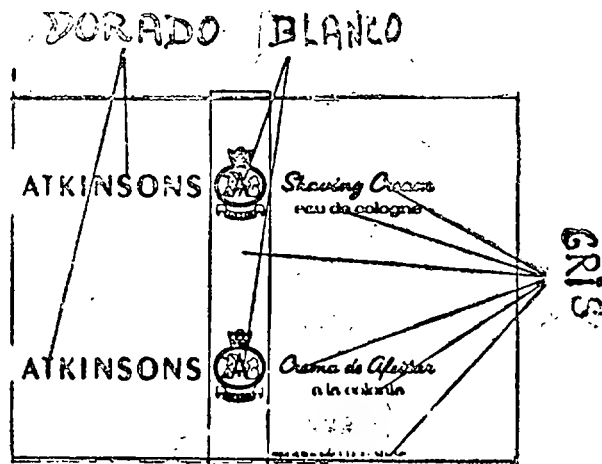 DORADO BLANCO
ATKINSONS Shaving Cream
eau de cologne
GRIS
ATKINSONS Crema de Afeitar
a la colonia